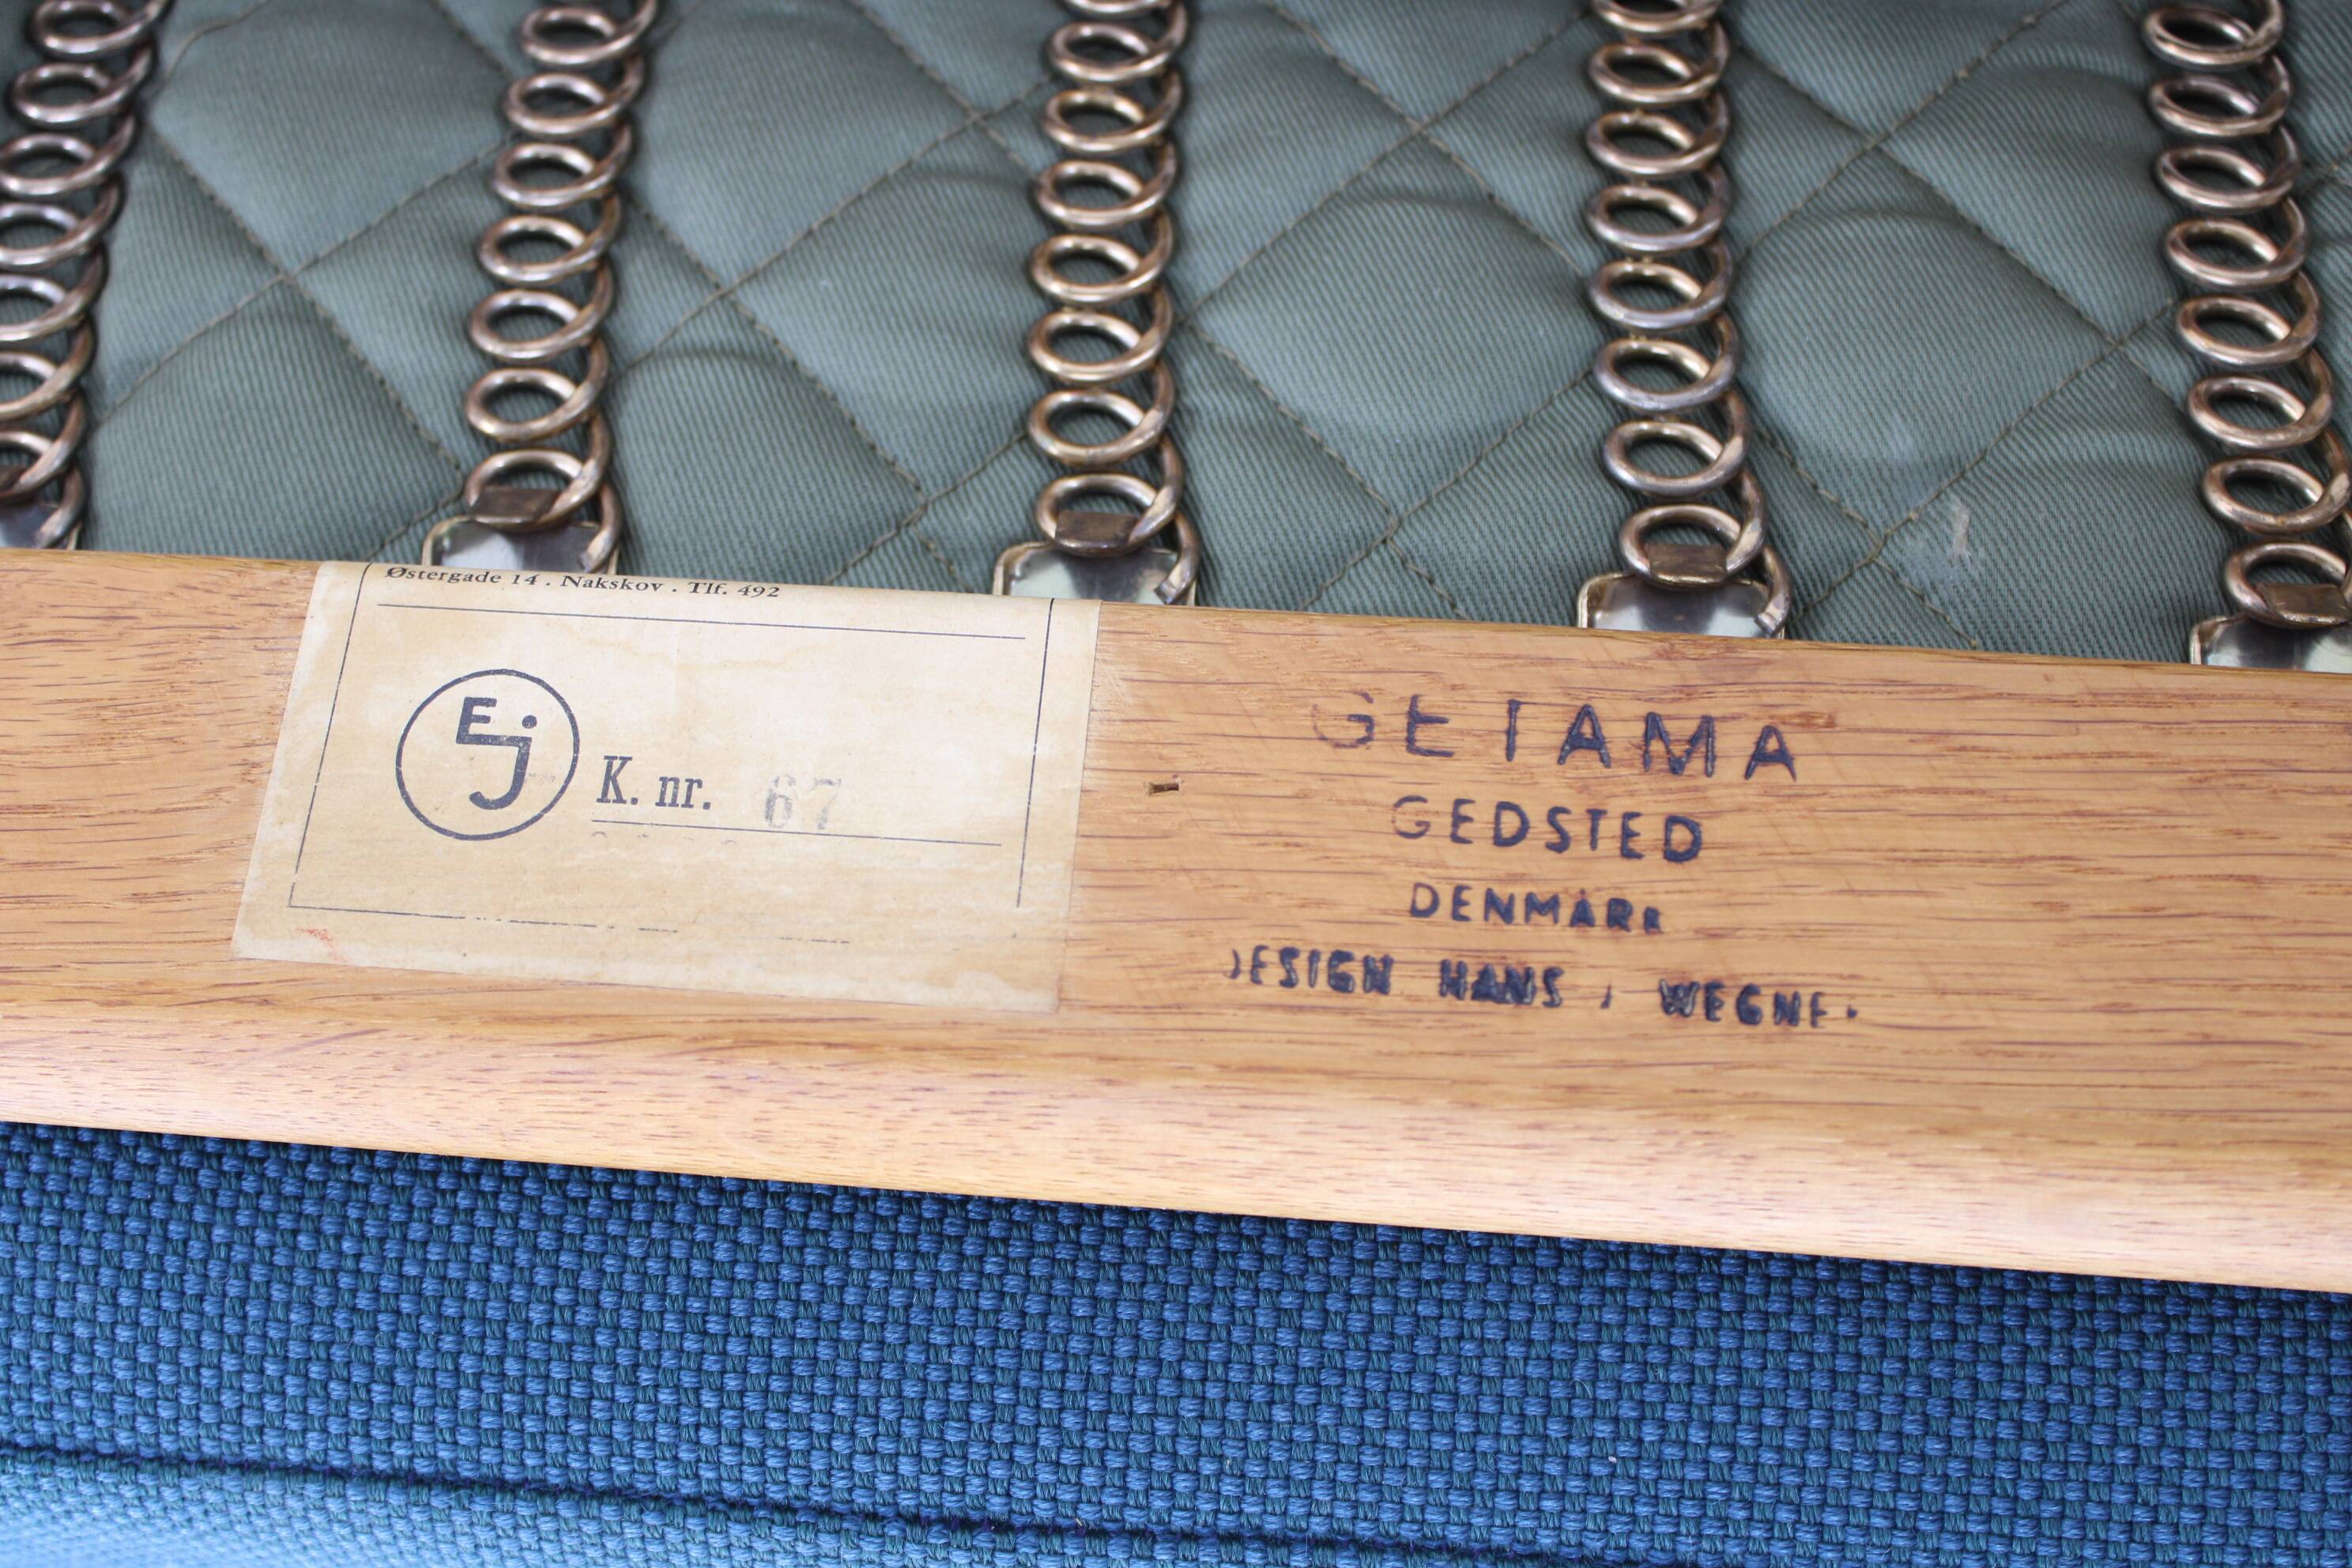 Østergade 14 . Nakskov . Tlf. 492
Ej
K. nr. 67
GETAMA
GEDSTED
DENMARK
DESIGN HANS J WEGNER